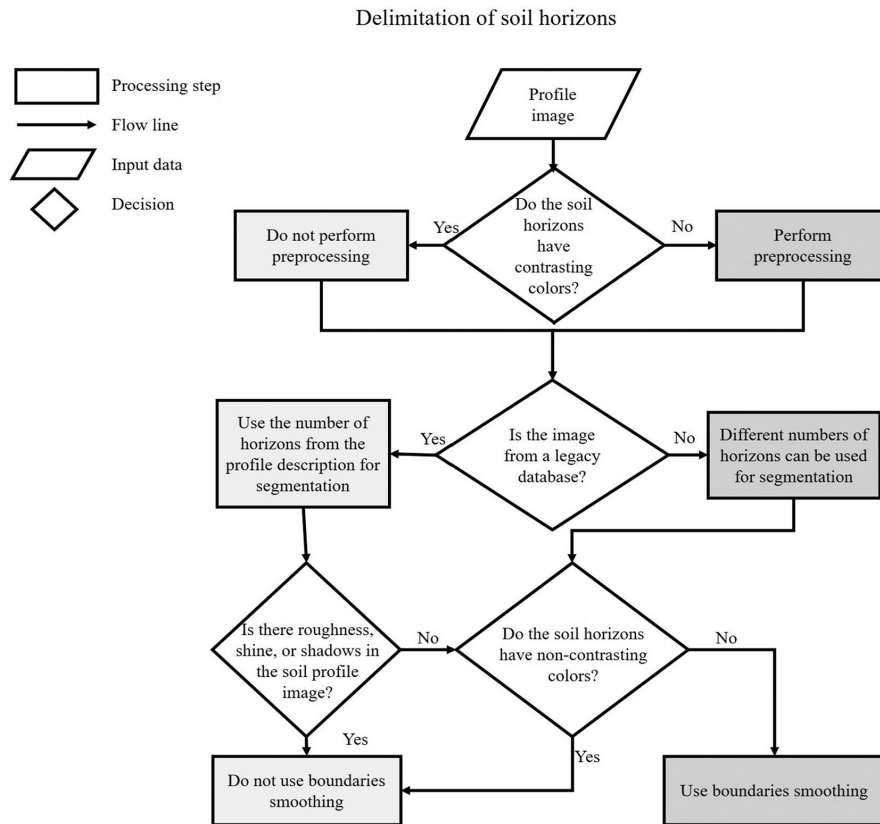 Delimitation of soil horizons
Processing step
Flow line
Input data
Decision
Profile
image
Do the soil
horizons
have
contrasting
colors?
Yes
No
Do not perform
preprocessing
Perform
preprocessing
Is the image
from a legacy
database?
Yes
No
Use the number of
horizons from the
profile description for
segmentation
Different numbers of
horizons can be used
for segmentation
Is there roughness,
shine, or shadows in
the soil profile
image?
No
Do the soil horizons
have non-contrasting
colors?
No
Yes
Yes
Do not use boundaries
smoothing
Use boundaries smoothing